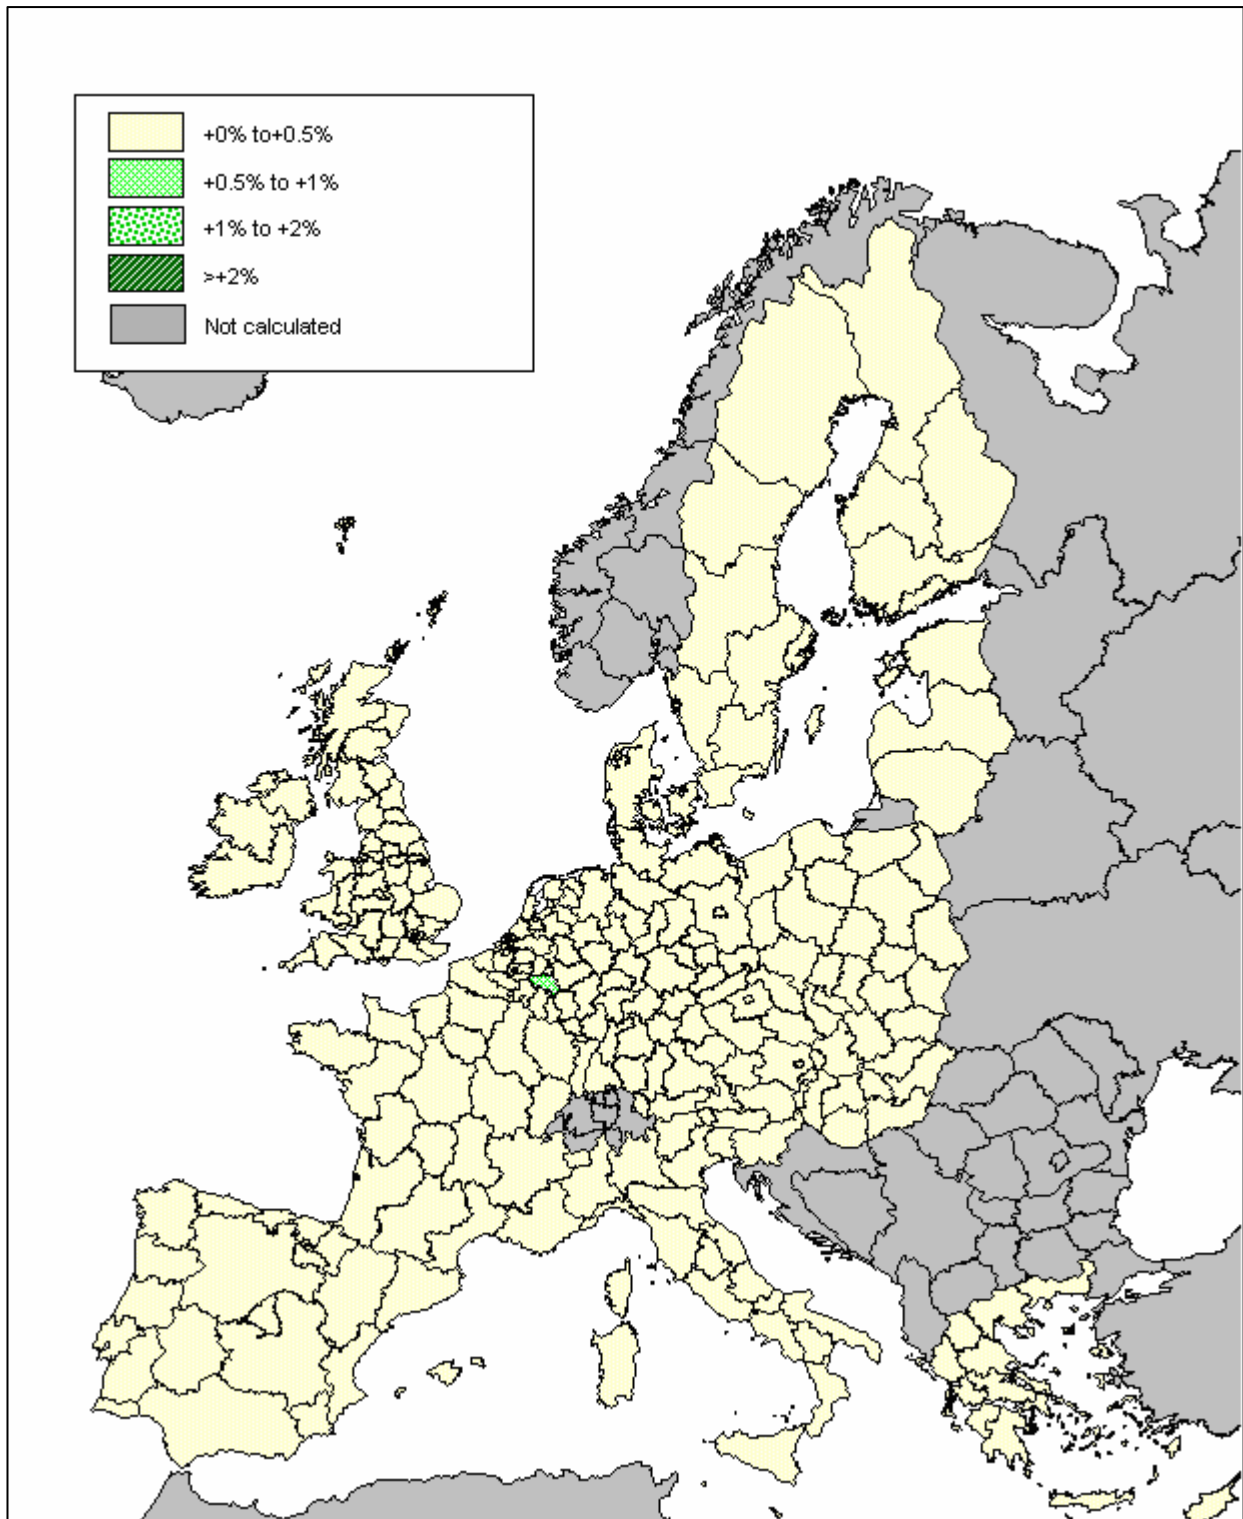 +0% to+0.5%
+0.5% to +1%
+1% to +2%
>+2%
Not calculated